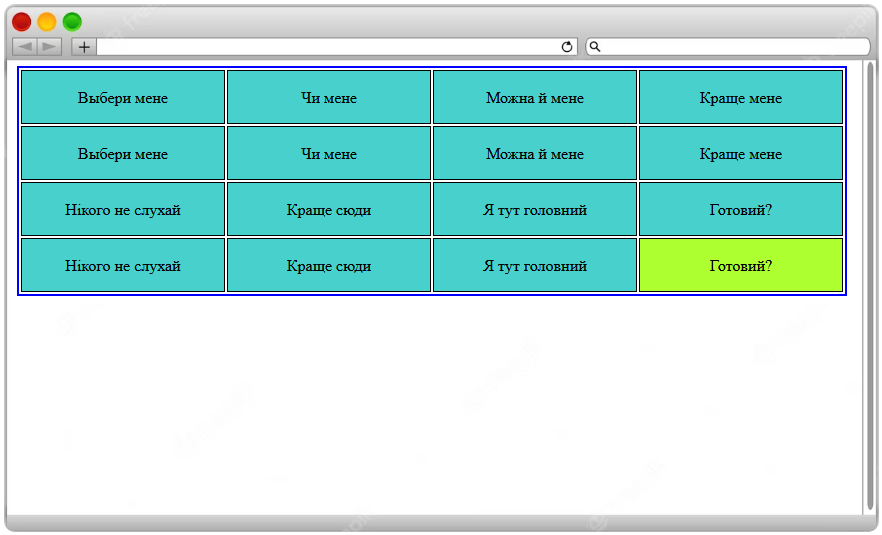 Выбери мене
Чи мене
Можна й мене
Краще мене
Выбери мене
Чи мене
Можна й мене
Краще мене
Нікого не слухай
Краще сюди
Я тут головний
Готовий?
Нікого не слухай
Краще сюди
Я тут головний
Готовий?